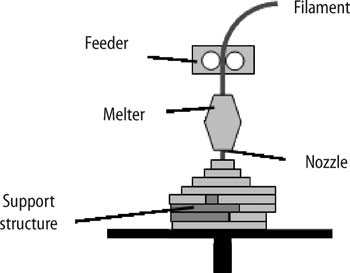 Filament
Feeder
Melter
Nozzle
Support
structure